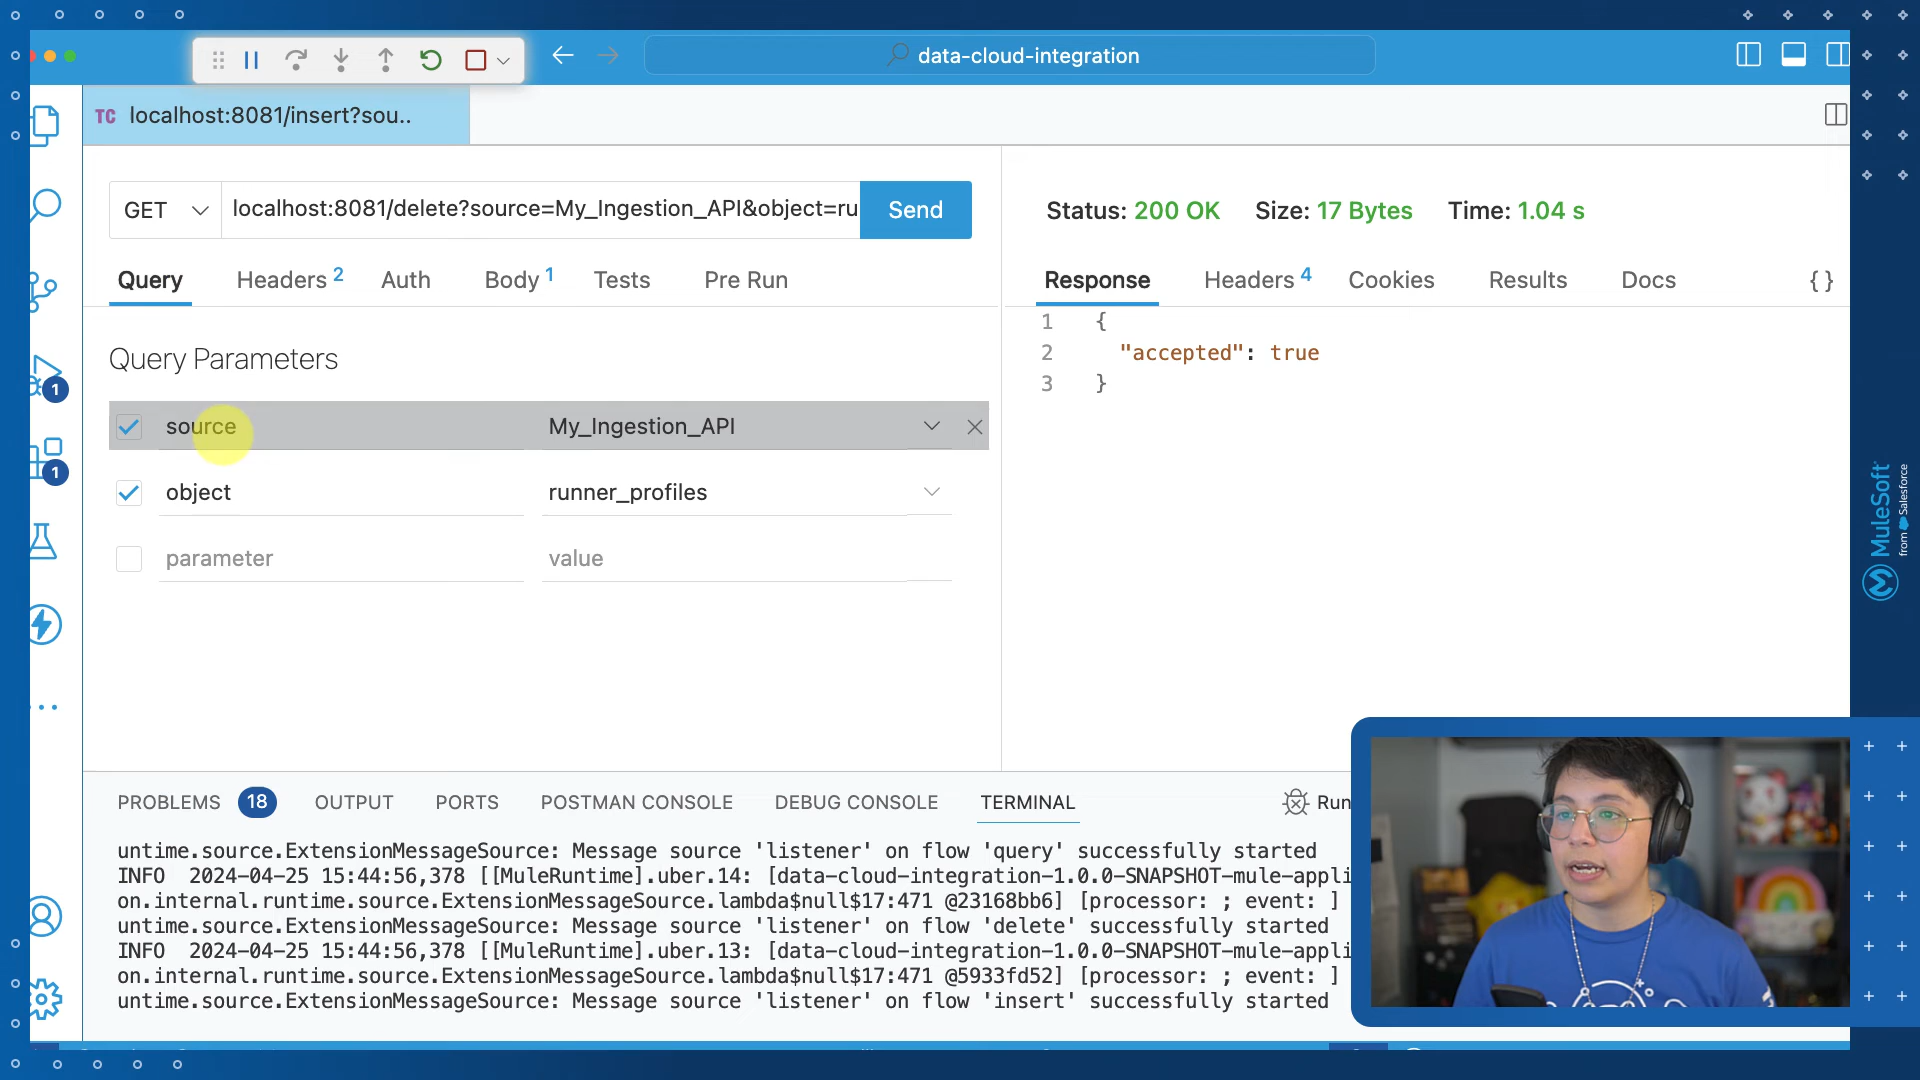 data-cloud-integration
TC localhost:8081/insert?sou..
GET
localhost:8081/delete?source=My_Ingestion_API&object=ru
Send
Status: 200 OK Size: 17 Bytes Time: 1.04 s
Query Headers 2 Auth Body 1 Tests Pre Run
Response Headers 4 Cookies Results Docs {}
Query Parameters
source My_Ingestion_API
object runner_profiles
parameter value
1 {
2 "accepted": true
3 }
1
1
PROBLEMS 18 OUTPUT PORTS POSTMAN CONSOLE DEBUG CONSOLE TERMINAL Run
untime.source.ExtensionMessageSource: Message source 'listener' on flow 'query' successfully started
INFO 2024-04-25 15:44:56,378 [[MuleRuntime].uber.14: [data-cloud-integration-1.0.0-SNAPSHOT-mule-appli
on.internal.runtime.source.ExtensionMessageSource.lambda$null$17:471 @23168bb6] [processor: ; event: ]
untime.source.ExtensionMessageSource: Message source 'listener' on flow 'delete' successfully started
INFO 2024-04-25 15:44:56,378 [[MuleRuntime].uber.13: [data-cloud-integration-1.0.0-SNAPSHOT-mule-appli
on.internal.runtime.source.ExtensionMessageSource.lambda$null$17:471 @5933fd52] [processor: ; event: ]
untime.source.ExtensionMessageSource: Message source 'listener' on flow 'insert' successfully started
MuleSoft
from Salesforce